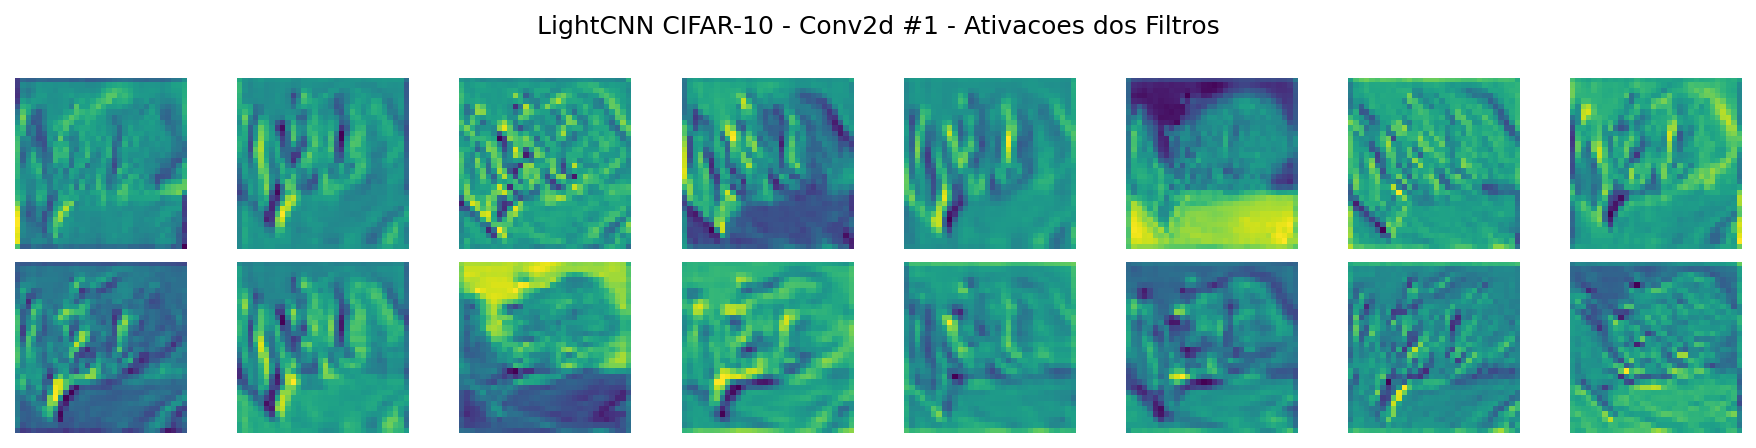 LightCNN CIFAR-10 - Conv2d #1 - Ativacoes dos Filtros